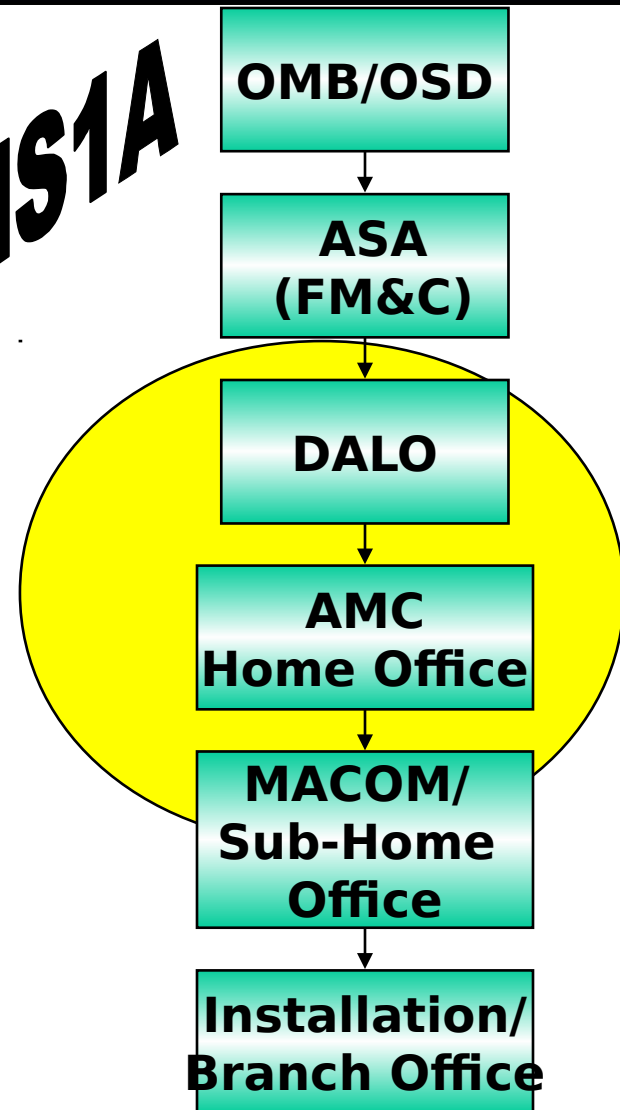 OMB/OSD
ASA
(FM&C)
DALO
AMC
Home Office
MACOM/
Sub-Home
Office
Installation/
Branch Office